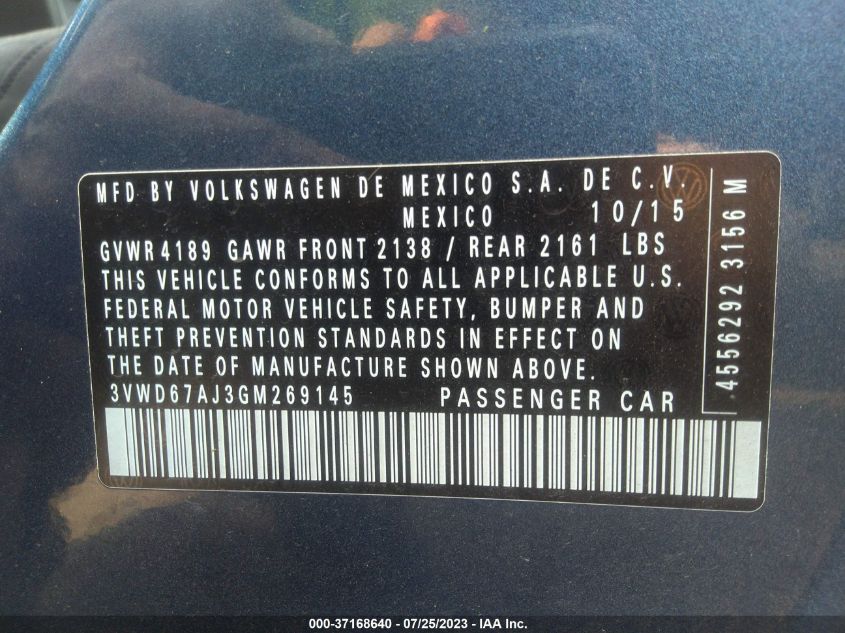 MFD BY VOLKSWAGEN DE MEXICO S.A. DE C.V.
MEXICO 10/15
GVWR 4189 GAWR FRONT 2138 / REAR 2161 LBS
THIS VEHICLE CONFORMS TO ALL APPLICABLE U.S.
FEDERAL MOTOR VEHICLE SAFETY, BUMPER AND
THEFT PREVENTION STANDARDS IN EFFECT ON
THE DATE OF MANUFACTURE SHOWN ABOVE.
3VWD67AJ3GM269145 PASSENGER CAR
4556292 3156 M
000-37168640 - 07/25/2023 - IAA Inc.